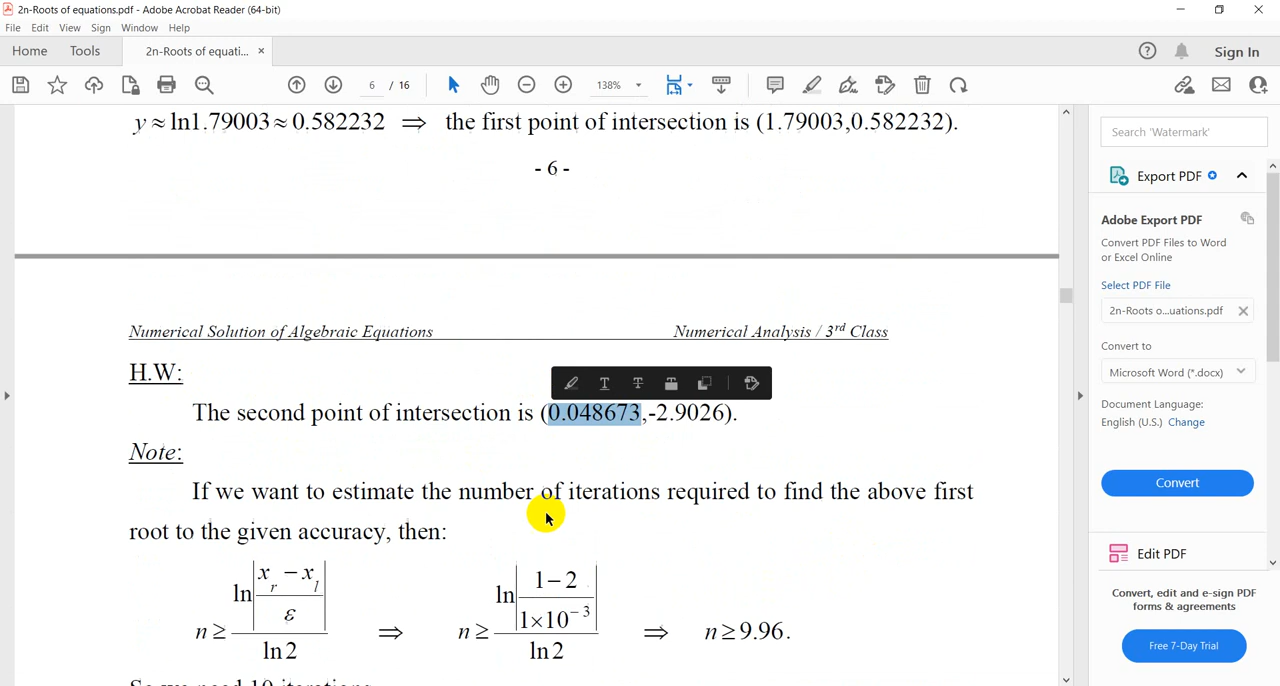 2n-Roots of equations.pdf - Adobe Acrobat Reader (64-bit)
File Edit View Sign Window Help
Home Tools 2n-Roots of equati... × Sign In
6 / 16 138%
y ≈ ln1.79003 ≈ 0.582232 ⇒ the first point of intersection is (1.79003,0.582232).
- 6 -
Numerical Solution of Algebraic Equations Numerical Analysis / 3rd Class
H.W:
The second point of intersection is (0.048673,-2.9026).
Note:
If we want to estimate the number of iterations required to find the above first
root to the given accuracy, then:
n ≥ ln|(x_r − x_l)/ε| / ln2 ⇒ n ≥ ln|(1−2)/(1×10⁻³)| / ln2 ⇒ n ≥ 9.96.
So we need 10 iterations
Search 'Watermark'
Export PDF
Adobe Export PDF
Convert PDF Files to Word
or Excel Online
Select PDF File
2n-Roots o...uations.pdf
Convert to
Microsoft Word (*.docx)
Document Language:
English (U.S.) Change
Convert
Edit PDF
Convert, edit and e-sign PDF
forms & agreements
Free 7-Day Trial